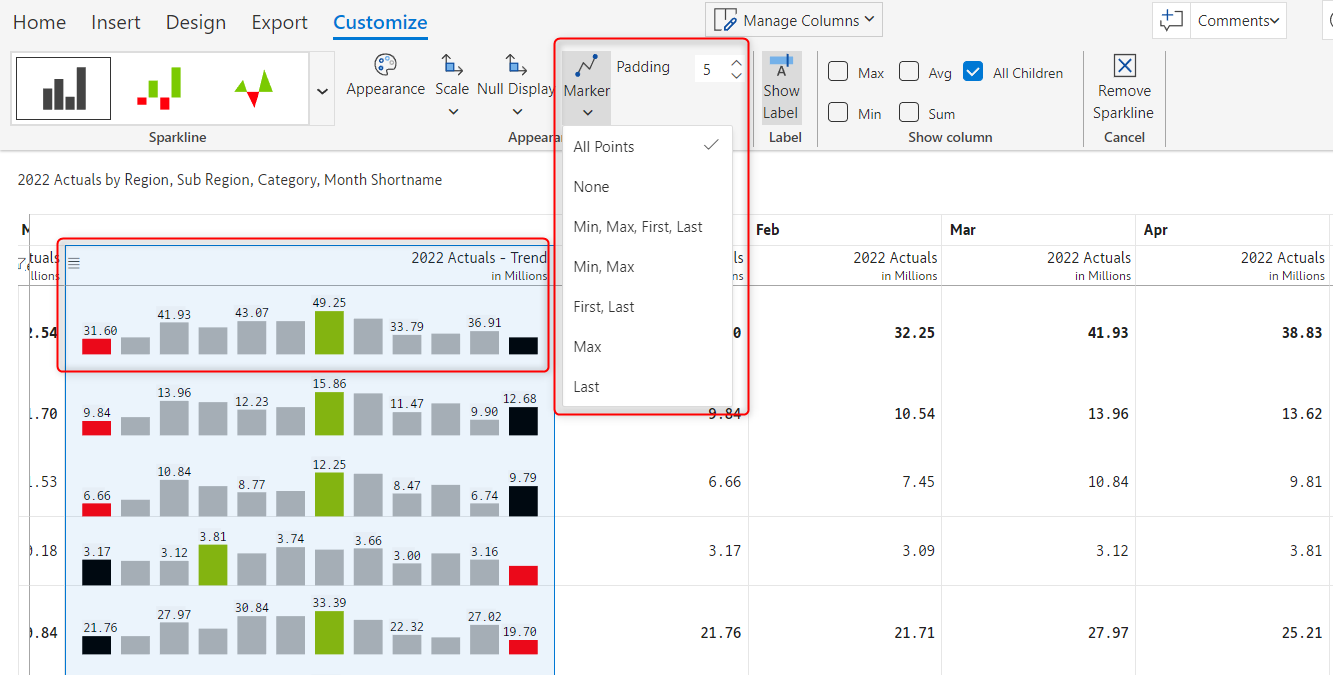 Home Insert Design Export Customize
Manage Columns
Comments
Appearance
Scale
Null Display
Marker
Padding 5
Show
Label
Max Avg All Children
Min Sum
Remove
Sparkline
Sparkline
Label
Show column
Cancel
All Points
None
Min, Max, First, Last
Min, Max
First, Last
Max
Last
2022 Actuals by Region, Sub Region, Category, Month Shortname
Feb Mar Apr
2022 Actuals - Trend
in Millions
2022 Actuals 2022 Actuals 2022 Actuals
in Millions in Millions in Millions
2.54 31.60 41.93 43.07 49.25 33.79 36.91 0 32.25 41.93 38.83
.70 9.84 13.96 12.23 15.86 11.47 9.90 12.68 9.84 10.54 13.96 13.62
.53 6.66 10.84 8.77 12.25 8.47 6.74 9.79 6.66 7.45 10.84 9.81
.18 3.17 3.12 3.81 3.74 3.66 3.00 3.16 3.17 3.09 3.12 3.81
.84 21.76 27.97 30.84 33.39 22.32 27.02 19.70 21.76 21.71 27.97 25.21